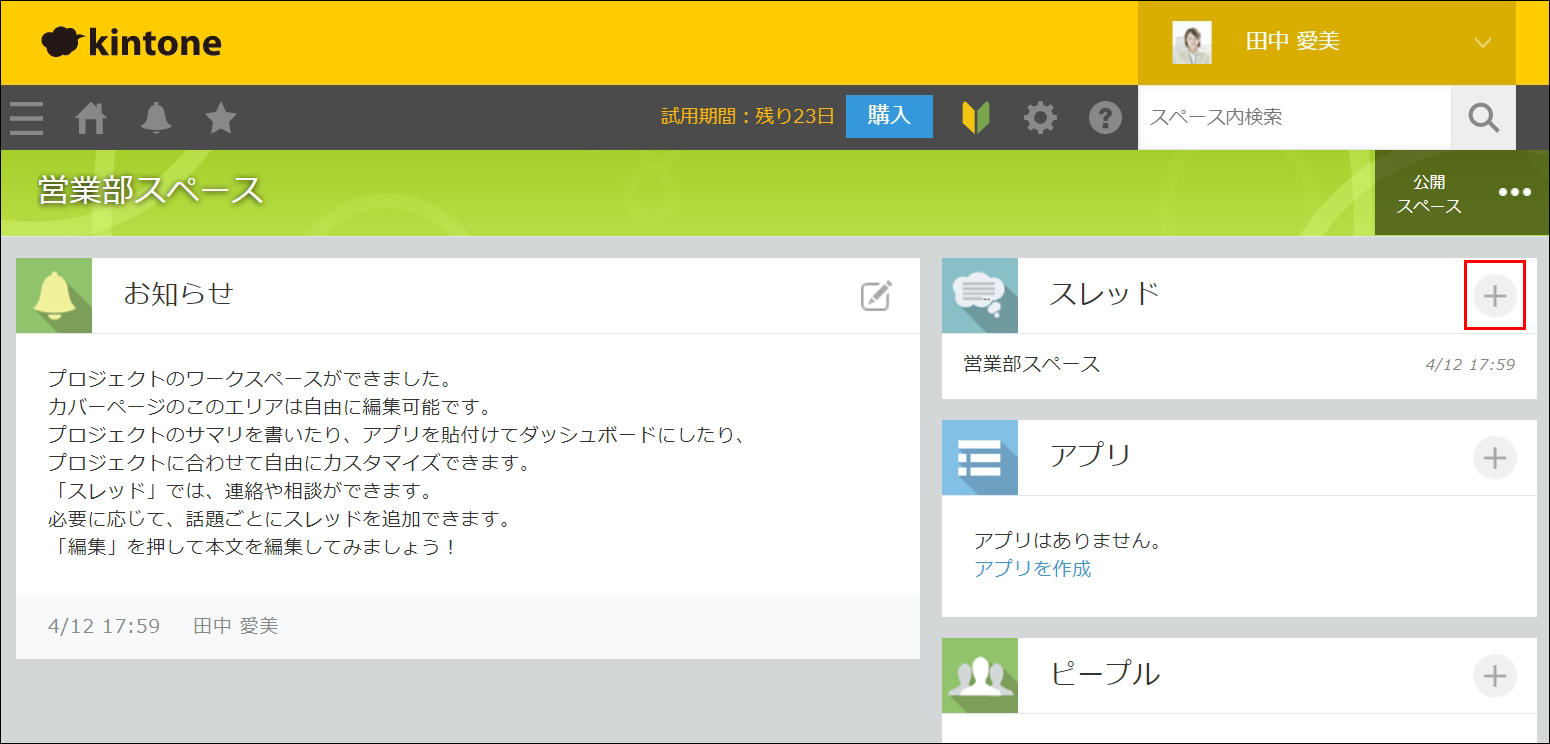 kintone
田中 愛美
試用期間：残り23日
購入
?
スペース内検索
営業部スペース
公開
スペース
お知らせ
プロジェクトのワークスペースができました。
カバーページのこのエリアは自由に編集可能です。
プロジェクトのサマリを書いたり、アプリを貼付けてダッシュボードにしたり、
プロジェクトに合わせて自由にカスタマイズできます。
「スレッド」では、連絡や相談ができます。
必要に応じて、話題ごとにスレッドを追加できます。
「編集」を押して本文を編集してみましょう！
4/12 17:59 田中 愛美
スレッド
営業部スペース 4/12 17:59
アプリ
アプリはありません。
アプリを作成
ピープル